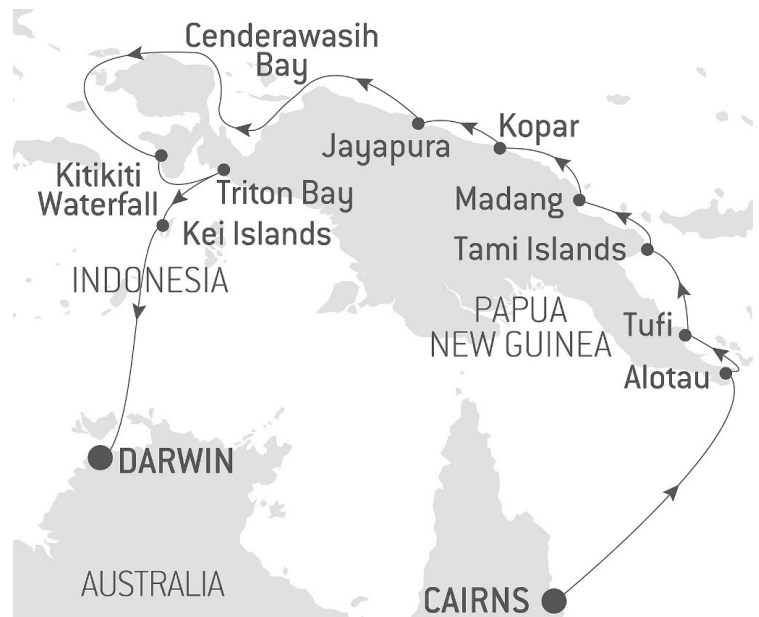 Cenderawasih
Bay
Kopar
Jayapura
Kitikiti
Waterfall
Triton Bay
Madang
Kei Islands
Tami Islands
INDONESIA
PAPUA
NEW GUINEA
Tufi
Alotau
DARWIN
AUSTRALIA
CAIRNS